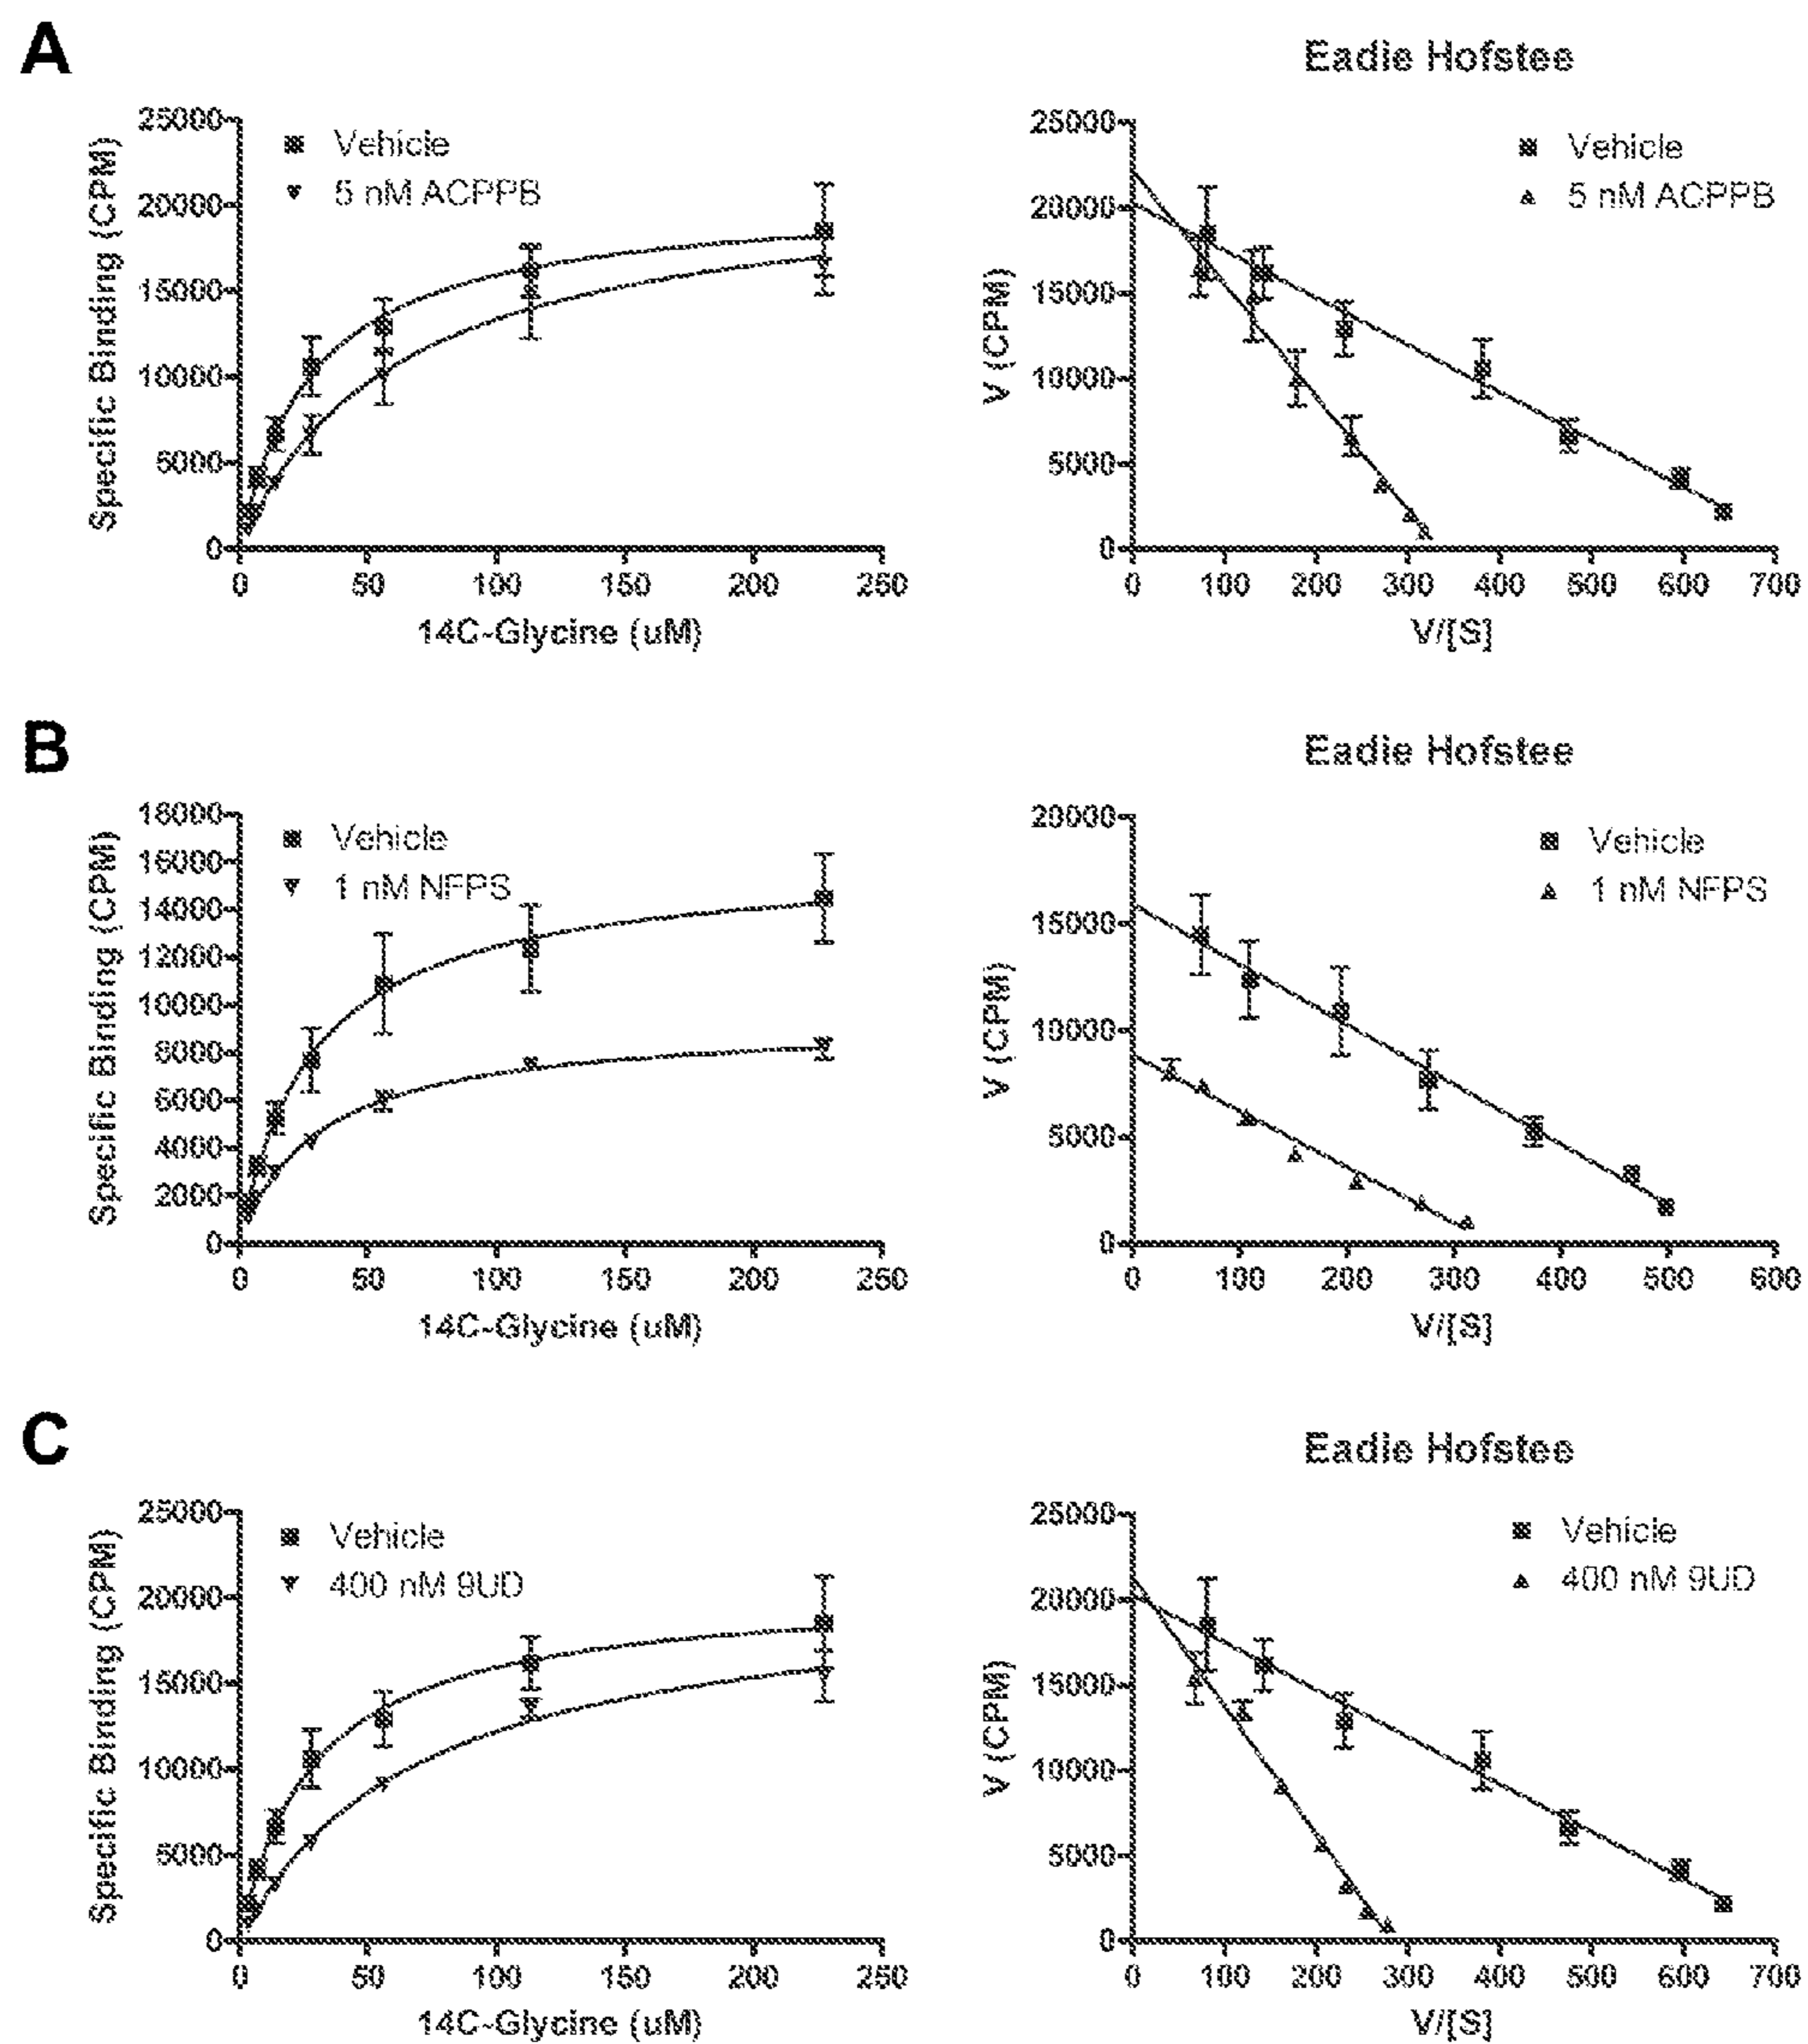 A
Eadie Hofstee
25000
20000
15000
10000
5000
0
Specific Binding (CPM)
Vehicle
5 nM ACPPB
0 50 100 150 200 250
14C-Glycine (uM)
25000
20000
15000
10000
5000
0
V (CPM)
Vehicle
5 nM ACPPB
0 100 200 300 400 500 600 700
V/[S]
B
Eadie Hofstee
18000
16000
14000
12000
10000
8000
6000
4000
2000
0
Specific Binding (CPM)
Vehicle
1 nM NFPS
0 50 100 150 200 250
14C-Glycine (uM)
20000
15000
10000
5000
0
V (CPM)
Vehicle
1 nM NFPS
0 100 200 300 400 500 600
V/[S]
C
Eadie Hofstee
25000
20000
15000
10000
5000
0
Specific Binding (CPM)
Vehicle
400 nM 9UD
0 50 100 150 200 250
14C-Glycine (uM)
25000
20000
15000
10000
5000
0
V (CPM)
Vehicle
400 nM 9UD
0 100 200 300 400 500 600 700
V/[S]